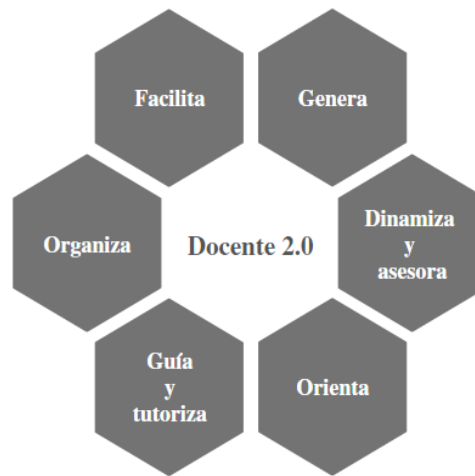 Facilita
Genera
Organiza
Docente 2.0
Dinamiza
y
asesora
Guía
y
tutoriza
Orienta